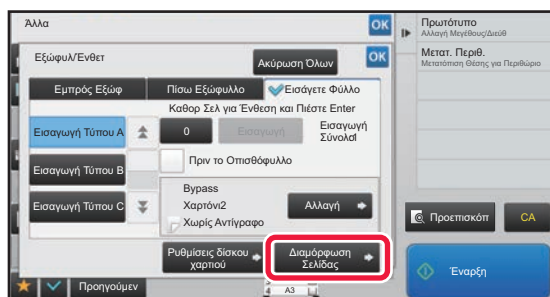 Άλλα
OK
Εξώφυλ/Ένθετ
Ακύρωση Όλων
OK
Εμπρός Εξώφ
Πίσω Εξώφυλλο
Εισάγετε Φύλλο
Καθορ Σελ για Ένθεση και Πιέστε Enter
Εισαγωγή Τύπου A
0
Εισαγωγή
Εισαγωγή
Σύνολο1
Εισαγωγή Τύπου B
Πριν το Οπισθόφυλλο
Εισαγωγή Τύπου C
Bypass
Χαρτόνι2
Χωρίς Αντίγραφο
Αλλαγή
Ρυθμίσεις δίσκου
χαρτιού
Διαμόρφωση
Σελίδας
Προηγούμεν
A3
Πρωτότυπο
Αλλαγή Μεγέθους/Διεύθ
Μετατ. Περιθ.
Μετατόπιση Θέσης για Περιθώριο
Προεπισκόπ
CA
Έναρξη